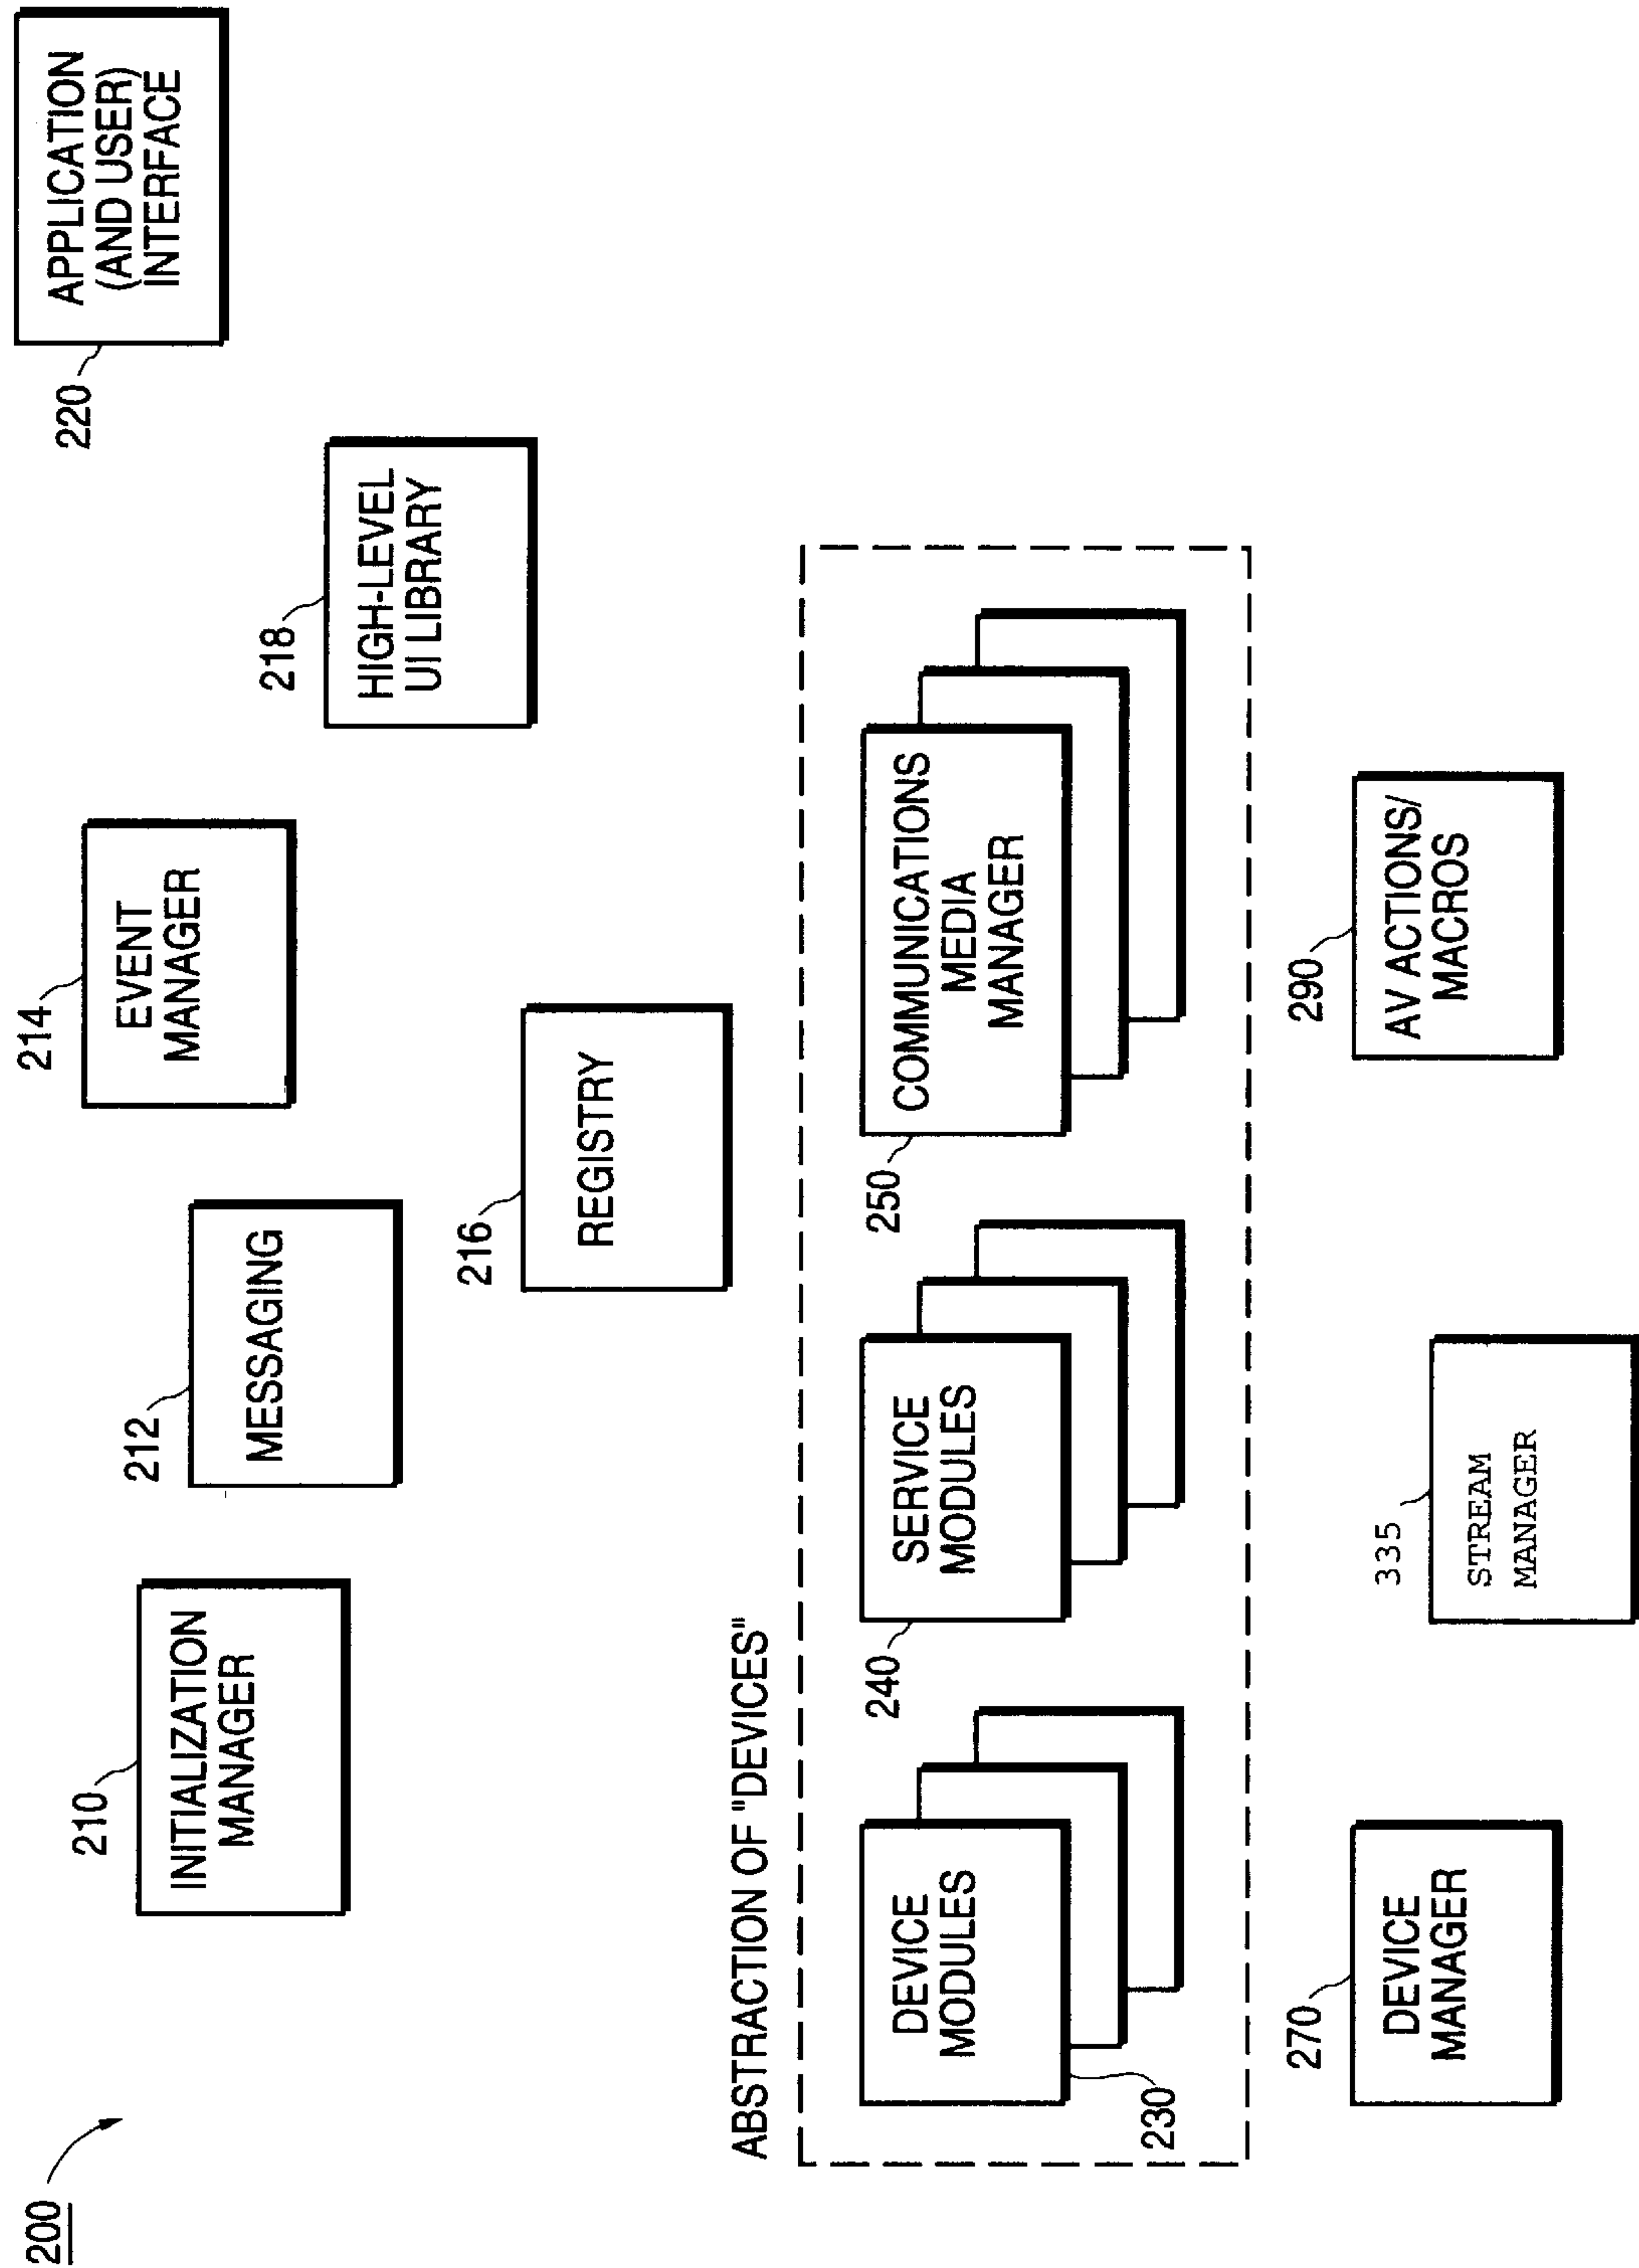 200
210
INITIALIZATION
MANAGER
212
MESSAGING
214
EVENT
MANAGER
216
REGISTRY
218
HIGH-LEVEL
UI LIBRARY
220
APPLICATION
(AND USER)
INTERFACE
ABSTRACTION OF "DEVICES"
DEVICE
MODULES
230
240
SERVICE
MODULES
250
COMMUNICATIONS
MEDIA
MANAGER
270
DEVICE
MANAGER
335
STREAM
MANAGER
290
AV ACTIONS/
MACROS